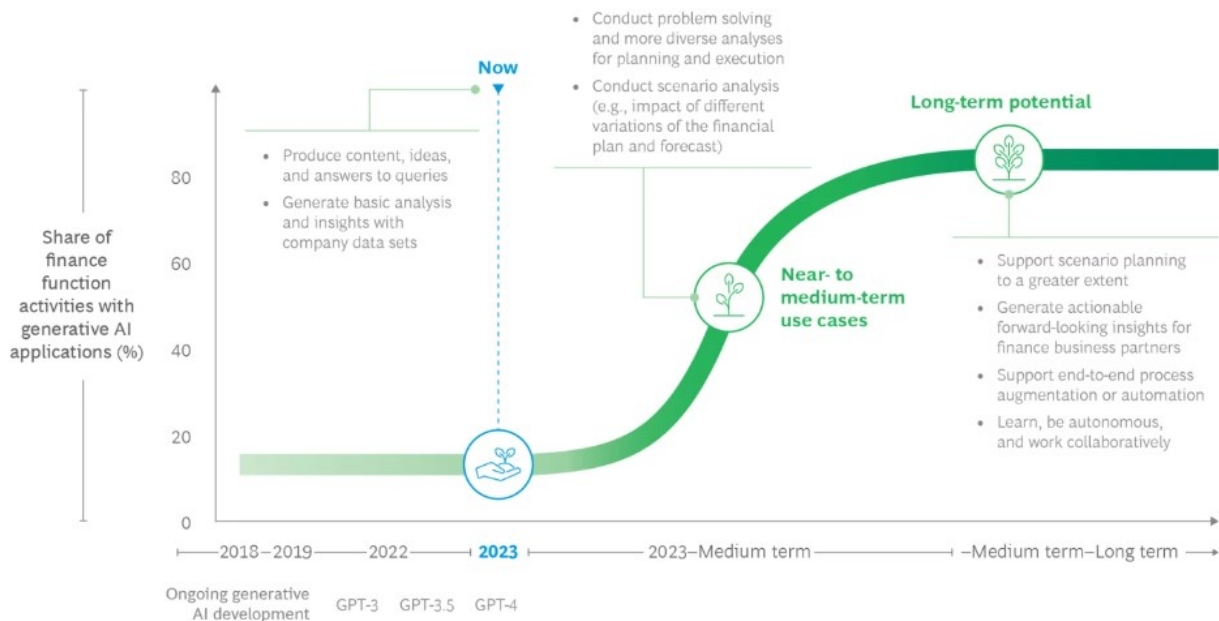 Share of
finance
function
activities with
generative AI
applications (%)
80
60
40
20
0
Now
• Produce content, ideas,
and answers to queries
• Generate basic analysis
and insights with
company data sets
• Conduct problem solving
and more diverse analyses
for planning and execution
• Conduct scenario analysis
(e.g., impact of different
variations of the financial
plan and forecast)
Near- to
medium-term
use cases
Long-term potential
• Support scenario planning
to a greater extent
• Generate actionable
forward-looking insights for
finance business partners
• Support end-to-end process
augmentation or automation
• Learn, be autonomous,
and work collaboratively
2018–2019 2022 2023 2023–Medium term –Medium term–Long term
Ongoing generative
AI development
GPT-3 GPT-3.5 GPT-4